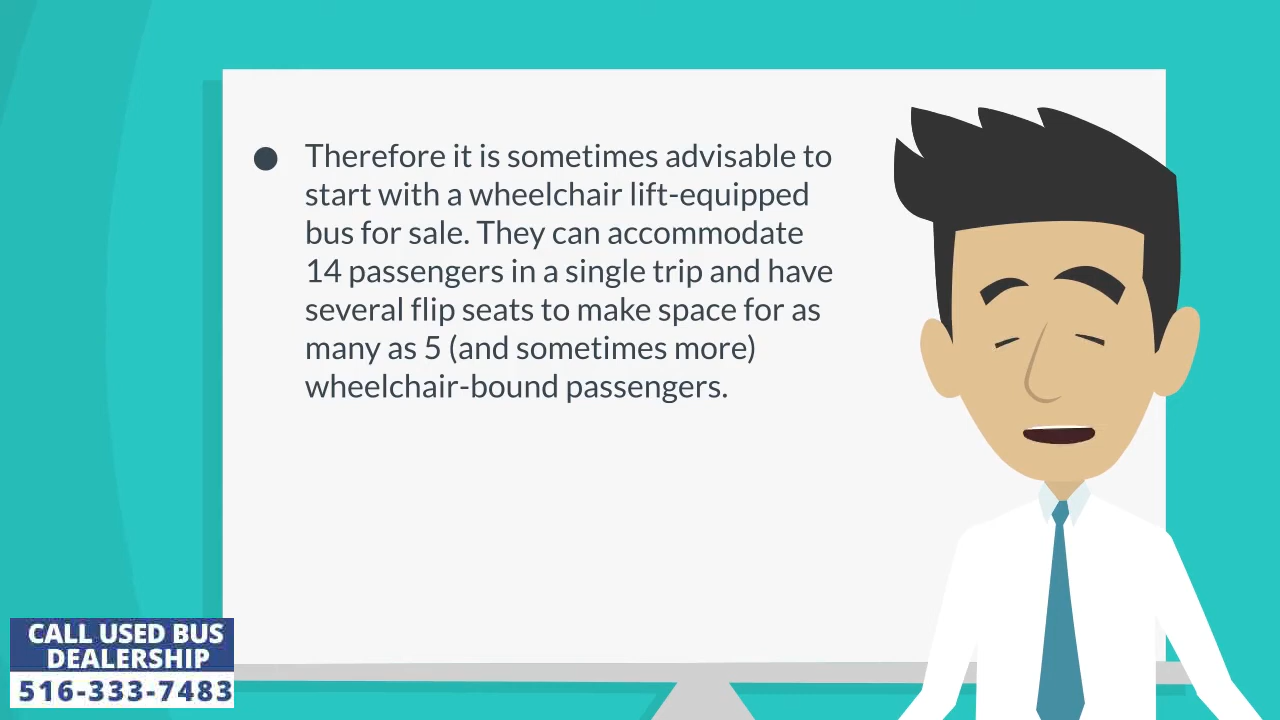 Therefore it is sometimes advisable to
start with a wheelchair lift-equipped
bus for sale. They can accommodate
14 passengers in a single trip and have
several flip seats to make space for as
many as 5 (and sometimes more)
wheelchair-bound passengers.
CALL USED BUS
DEALERSHIP
516-333-7483